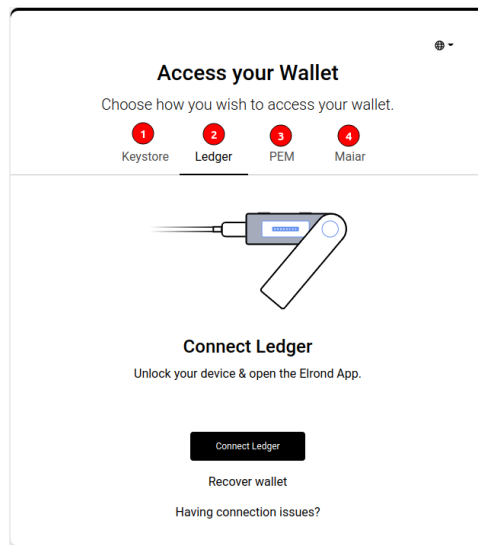 Access your Wallet
Choose how you wish to access your wallet.
1 2 3 4
Keystore Ledger PEM Maiar
Connect Ledger
Unlock your device & open the Elrond App.
Connect Ledger
Recover wallet
Having connection issues?